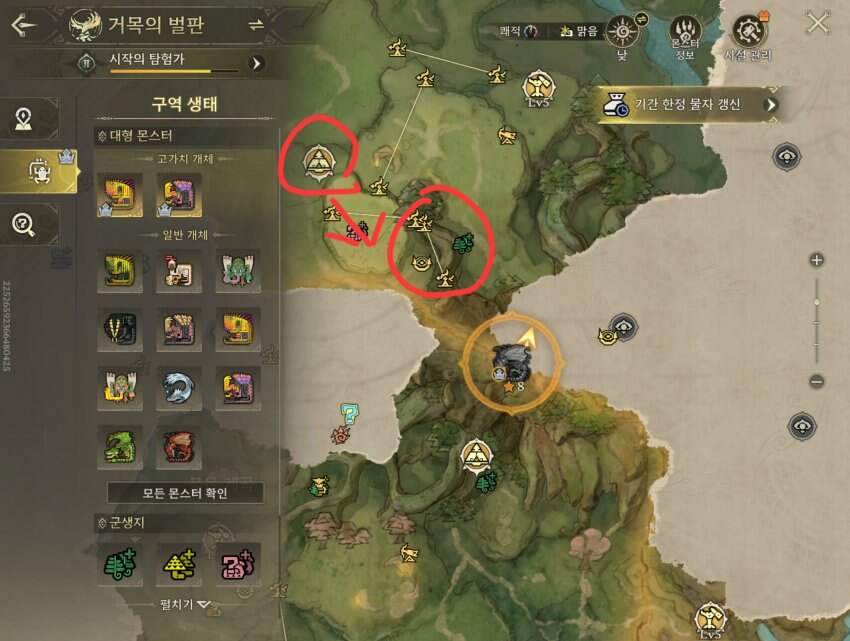 거목의 벌판
시작의 탐험가
쾌적
맑음
낮
몬스터 정보
시설 관리
기간 한정 물자 갱신
구역 생태
대형 몬스터
고가치 개체
일반 개체
모든 몬스터 확인
군생지
펼치기
Lv5
8
Lv5
22526592366480425